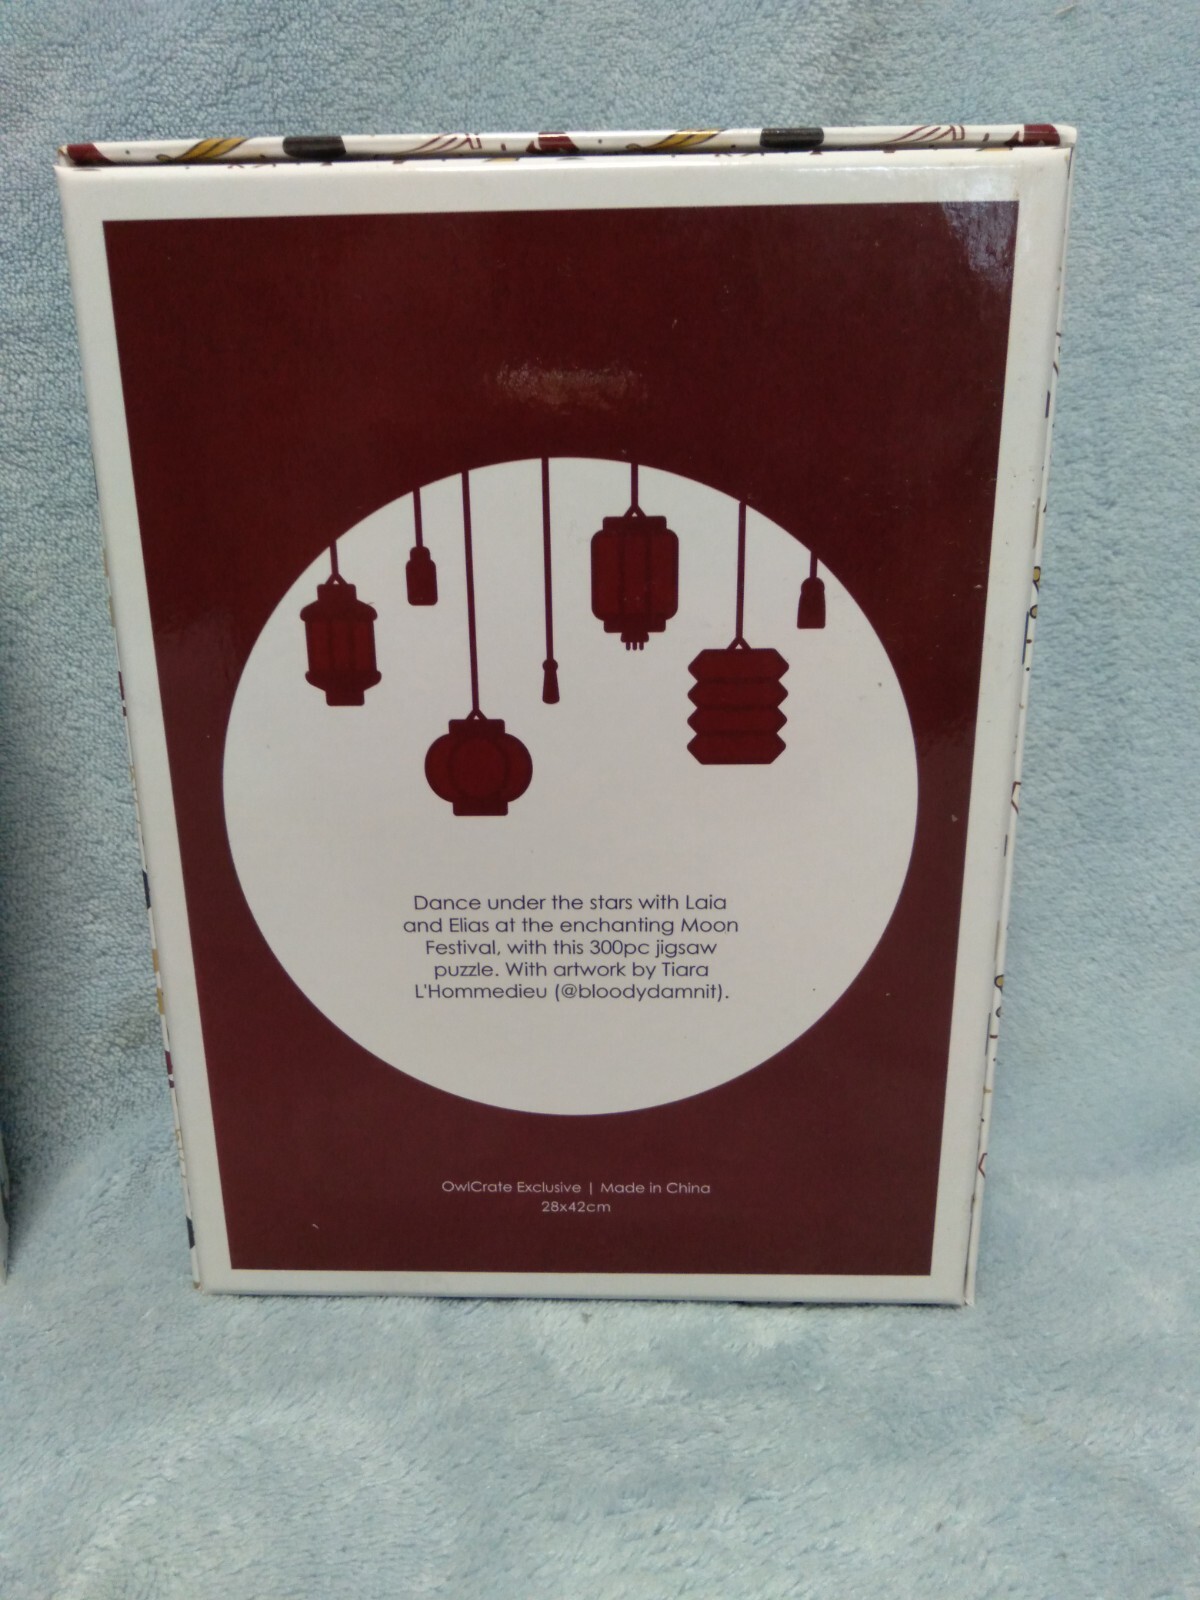 Dance under the stars with Laia
and Elias at the enchanting Moon
Festival, with this 300pc jigsaw
puzzle. With artwork by Tiara
L'Hommedieu (@bloodydamnit).
OwlCrate Exclusive | Made in China
28x42cm